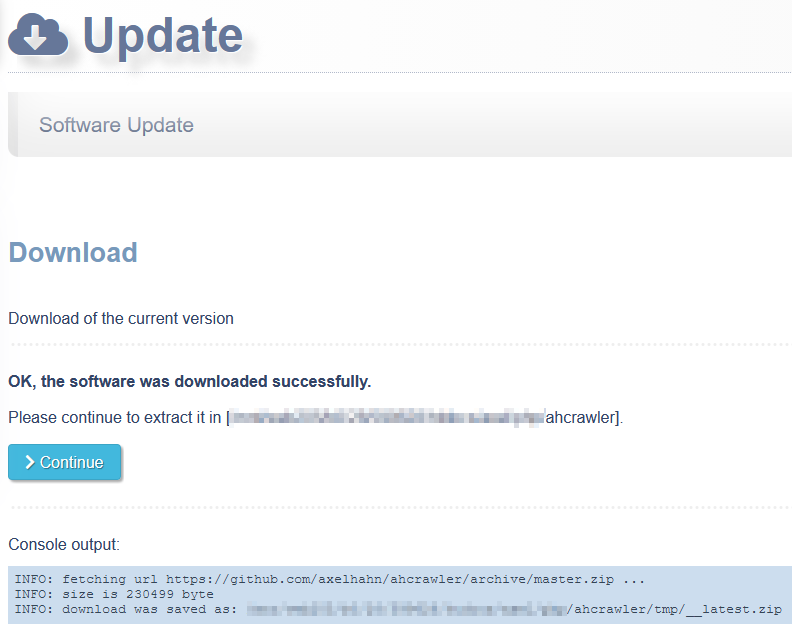 Update
Software Update
Download
Download of the current version
OK, the software was downloaded successfully.
Please continue to extract it in [/ahcrawler].
Continue
Console output:
INFO: fetching url https://github.com/axelhahn/ahcrawler/archive/master.zip ...
INFO: size is 230499 byte
INFO: download was saved as: /ahcrawler/tmp/__latest.zip